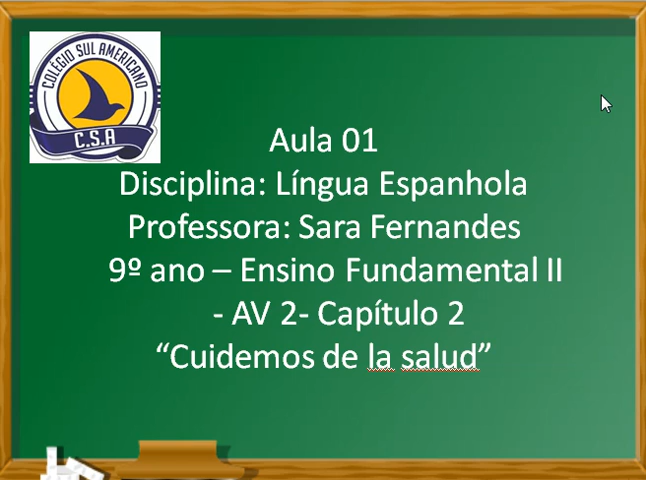 COLÉGIO SUL AMERICANO
C.S.A
Aula 01
Disciplina: Língua Espanhola
Professora: Sara Fernandes
9º ano – Ensino Fundamental II
- AV 2- Capítulo 2
“Cuidemos de la salud”